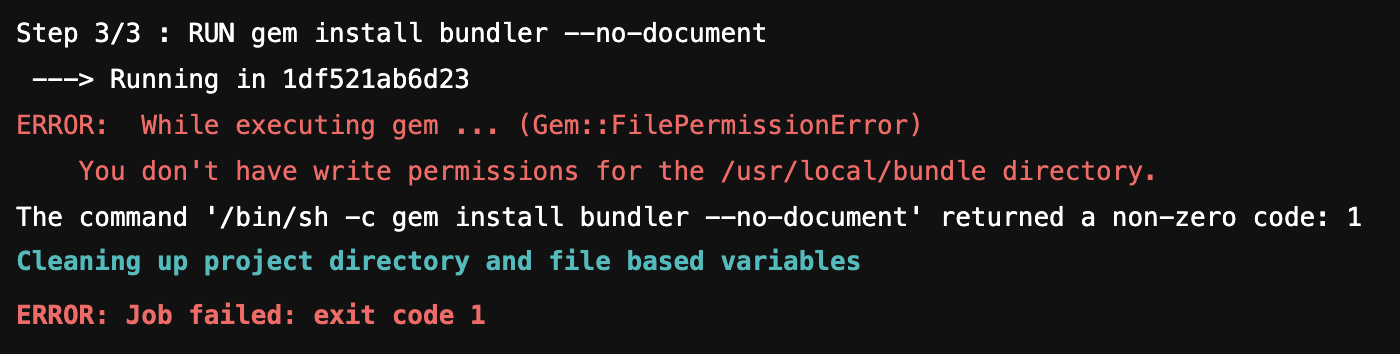 Step 3/3 : RUN gem install bundler --no-document
---> Running in 1df521ab6d23
ERROR:  While executing gem ... (Gem::FilePermissionError)
You don't have write permissions for the /usr/local/bundle directory.
The command '/bin/sh -c gem install bundler --no-document' returned a non-zero code: 1
Cleaning up project directory and file based variables
ERROR: Job failed: exit code 1